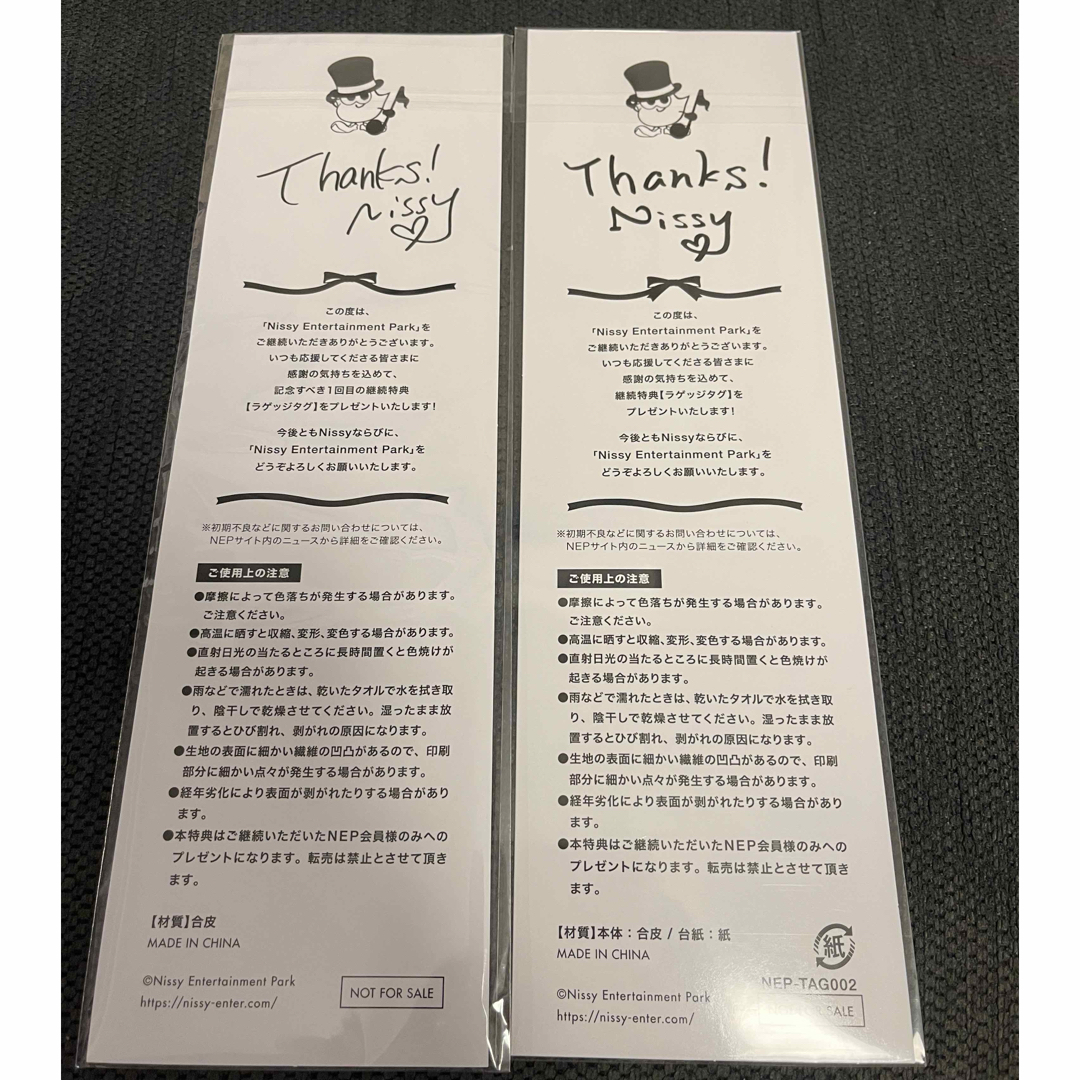 Thanks!
Nissy
この度は、
「Nissy Entertainment Park」を
ご継続いただきありがとうございます。
いつも応援してくださる皆さまに
感謝の気持ちを込めて、
記念すべき1回目の継続特典
【ラゲッジタグ】をプレゼントいたします!
今後ともNissyならびに、
「Nissy Entertainment Park」を
どうぞよろしくお願いいたします。
※初期不良などに関するお問い合わせについては、
NEPサイト内のニュースから詳細をご確認ください。
ご使用上の注意
●摩擦によって色落ちが発生する場合があります。
ご注意ください。
●高温に晒すと収縮、変形、変色する場合があります。
●直射日光の当たるところに長時間置くと色焼けが
起きる場合があります。
●雨などで濡れたときは、乾いたタオルで水を拭き取
り、陰干しで乾燥させてください。湿ったまま放
置するとひび割れ、剥がれの原因になります。
●生地の表面に細かい繊維の凹凸があるので、印刷
部分に細かい点々が発生する場合があります。
●経年劣化により表面が剥がれたりする場合があり
ます。
●本特典はご継続いただいたNEP会員様のみへの
プレゼントになります。転売は禁止とさせて頂き
ます。
【材質】合皮
MADE IN CHINA
©Nissy Entertainment Park
https://nissy-enter.com/
NOT FOR SALE
Thanks!
Nissy
この度は、
「Nissy Entertainment Park」を
ご継続いただきありがとうございます。
いつも応援してくださる皆さまに
感謝の気持ちを込めて、
継続特典【ラゲッジタグ】を
プレゼントいたします!
今後ともNissyならびに、
「Nissy Entertainment Park」を
どうぞよろしくお願いいたします。
※初期不良などに関するお問い合わせについては、
NEPサイト内のニュースから詳細をご確認ください。
ご使用上の注意
●摩擦によって色落ちが発生する場合があります。
ご注意ください。
●高温に晒すと収縮、変形、変色する場合があります。
●直射日光の当たるところに長時間置くと色焼けが
起きる場合があります。
●雨などで濡れたときは、乾いたタオルで水を拭き取
り、陰干しで乾燥させてください。湿ったまま放
置するとひび割れ、剥がれの原因になります。
●生地の表面に細かい繊維の凹凸があるので、印刷
部分に細かい点々が発生する場合があります。
●経年劣化により表面が剥がれたりする場合があり
ます。
●本特典はご継続いただいたNEP会員様のみへの
プレゼントになります。転売は禁止とさせて頂き
ます。
【材質】本体：合皮 / 台紙：紙
MADE IN CHINA
紙
NEP-TAG002
©Nissy Entertainment Park
https://nissy-enter.com/
SALE